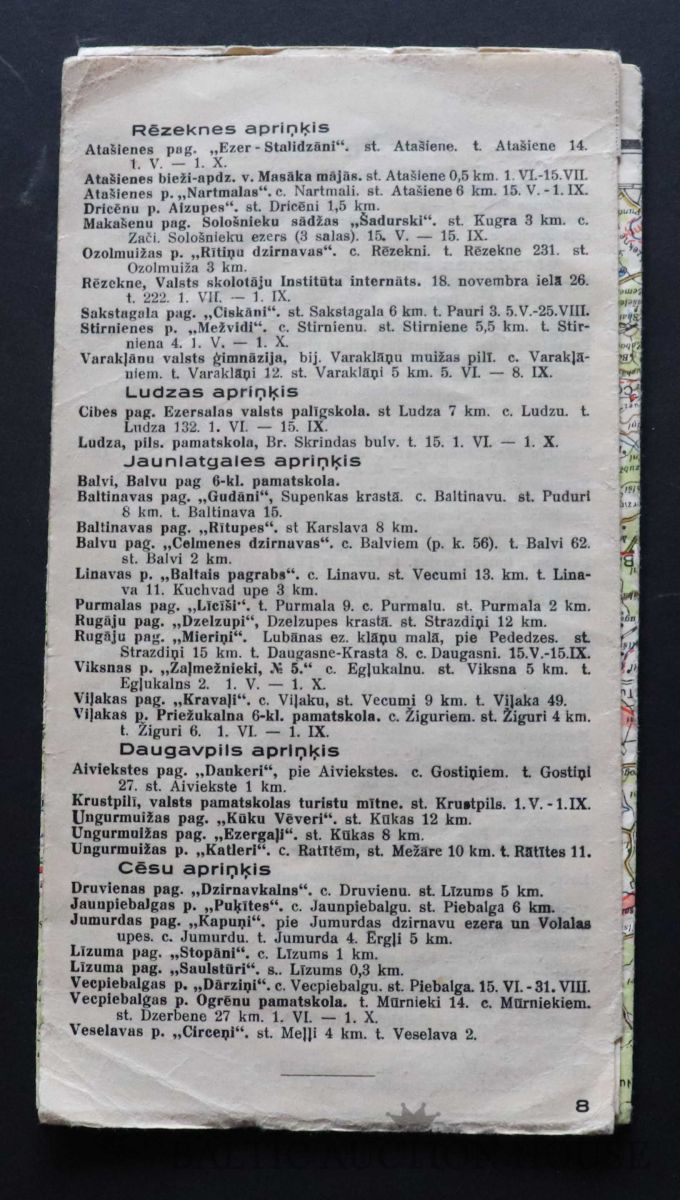 Rēzeknes apriņķis
Atašienes pag. „Ezer-Stalidzāni“. st. Atašiene. t. Atašiene 14.
1. V. — 1. X.
Atašienes bieži-apdz. v. Masāka mājās. st. Atašiene 0,5 km. 1. VI.-15.VII.
Atašienes p. „Nartmalas“. c. Nartmali. st. Atašiene 6 km. 15. V. - 1. IX.
Dricēnu p. Aizupes“. st. Dricēni 1,5 km.
Makašenu pag. Sološnieku sādžas „Šadurski“. st. Kugra 3 km. c.
Zači. Sološnieku ezers (3 salas). 15. V. — 15. IX.
Ozolmuižas p. „Rītiņu dzirnavas“. c. Rēzekni. t. Rēzekne 231. st.
Ozolmuiža 3 km.
Rēzekne, Valsts skolotāju Institūta internāts. 18. novembra ielā 26.
t. 222. 1. VII. — 1. IX.
Sakstagala pag. „Ciskāni“. st. Sakstagala 6 km. t. Pauri 3. 5.V.-25.VIII.
Stirnienes p. „Mežvidi“. c. Stirnienu. st. Stirniene 5,5 km. t. Stir-
niena 4. 1. V. — 1. X.
Varakļānu valsts ģimnāzija, bij. Varakļāņu muižas pilī. c. Varakļā-
niem. t. Varakļāņi 12. st. Varakļāņi 5 km. 5. VI. — 8. IX.
Ludzas apriņķis
Cibes pag. Ezersalas valsts palīgskola. st Ludza 7 km. c. Ludzu. t.
Ludza 132. 1. VI. — 15. IX.
Ludza, pils. pamatskola, Br. Skrindas bulv. t. 15. 1. VI. — 1. X.
Jaunlatgales apriņķis
Balvi, Balvu pag 6-kl. pamatskola.
Baltinavas pag. „Gudāni“, Supenkas krastā. c. Baltinavu. st. Puduri
8 km. t. Baltinava 15.
Baltinavas pag. „Rītupes“. st Karslava 8 km.
Balvu pag. „Celmenes dzirnavas“. c. Balviem (p. k. 56). t. Balvi 62.
st. Balvi 2 km.
Linavas p. „Baltais pagrabs“. c. Linavu. st. Vecumi 13. km. t. Lina-
va 11. Kuchvad upe 3 km.
Purmalas pag. „Līcīši“. t. Purmala 9. c. Purmalu. st. Purmala 2 km.
Rugāju pag. „Dzelzupi“, Dzelzupes krastā. st. Strazdiņi 12 km.
Rugāju pag. „Mieriņi“. Lubānas ez. klāņu malā, pie Pededzes. st.
Strazdiņi 15 km. t. Daugasne-Krasta 8. c. Daugasni. 15.V.-15.IX.
Viksnas p. „Zaļmežnieki, № 5.“ c. Egļukalnu. st. Viksna 5 km. t.
Egļukalns 2. 1. V. — 1. X.
Viļakas pag. „Kravaļi“. c. Viļaku, st. Vecumi 9 km. t. Viļaka 49.
Viļakas p. Priežukalna 6-kl. pamatskola. c. Žiguriem. st. Žiguri 4 km.
t. Žiguri 6. 1. VI. — 1. IX.
Daugavpils apriņķis
Aiviekstes pag. „Dankeri“, pie Aiviekstes. c. Gostiņiem. t. Gostiņi
27. st. Aiviekste 1 km.
Krustpilī, valsts pamatskolas turistu mītne. st. Krustpils. 1.V. - 1.IX.
Ungurmuižas pag. „Kūku Vēveri“. st. Kūkas 12 km.
Ungurmuižas pag. „Ezergaļi“. st. Kūkas 8 km.
Ungurmuižas p. „Katleri“. c. Ratītēm, st. Mežāre 10 km. t. Rātītes 11.
Cēsu apriņķis
Druvienas pag. „Dzirnavkalns“. c. Druvienu. st. Līzums 5 km.
Jaunpiebalgas p. „Puķītes“. c. Jaunpiebalgu. st. Piebalga 6 km.
Jumurdas pag. „Kapuņi“. pie Jumurdas dzirnavu ezera un Volalas
upes. c. Jumurdu. t. Jumurda 4. Ērgļi 5 km.
Līzuma pag. „Stopāni“. c. Līzums 1 km.
Līzuma pag. „Saulstūri“. s.. Līzums 0,3 km.
Vecpiebalgas p. „Dārziņi“. c. Vecpiebalgu. st. Piebalga. 15. VI. - 31. VIII.
Vecpiebalgas p. Ogrēnu pamatskola. t. Mūrnieki 14. c. Mūrniekiem.
st. Dzerbene 27 km. 1. VI. — 1. X.
Veselavas p. „Circeņi“. st. Meļļi 4 km. t. Veselava 2.
8
BALTIC AUCTION HOUSE